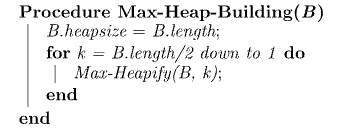 Procedure Max-Heap-Building(B)
B.heapsize = B.length;
for k = B.length/2 down to 1 do
Max-Heapify(B, k);
end
end